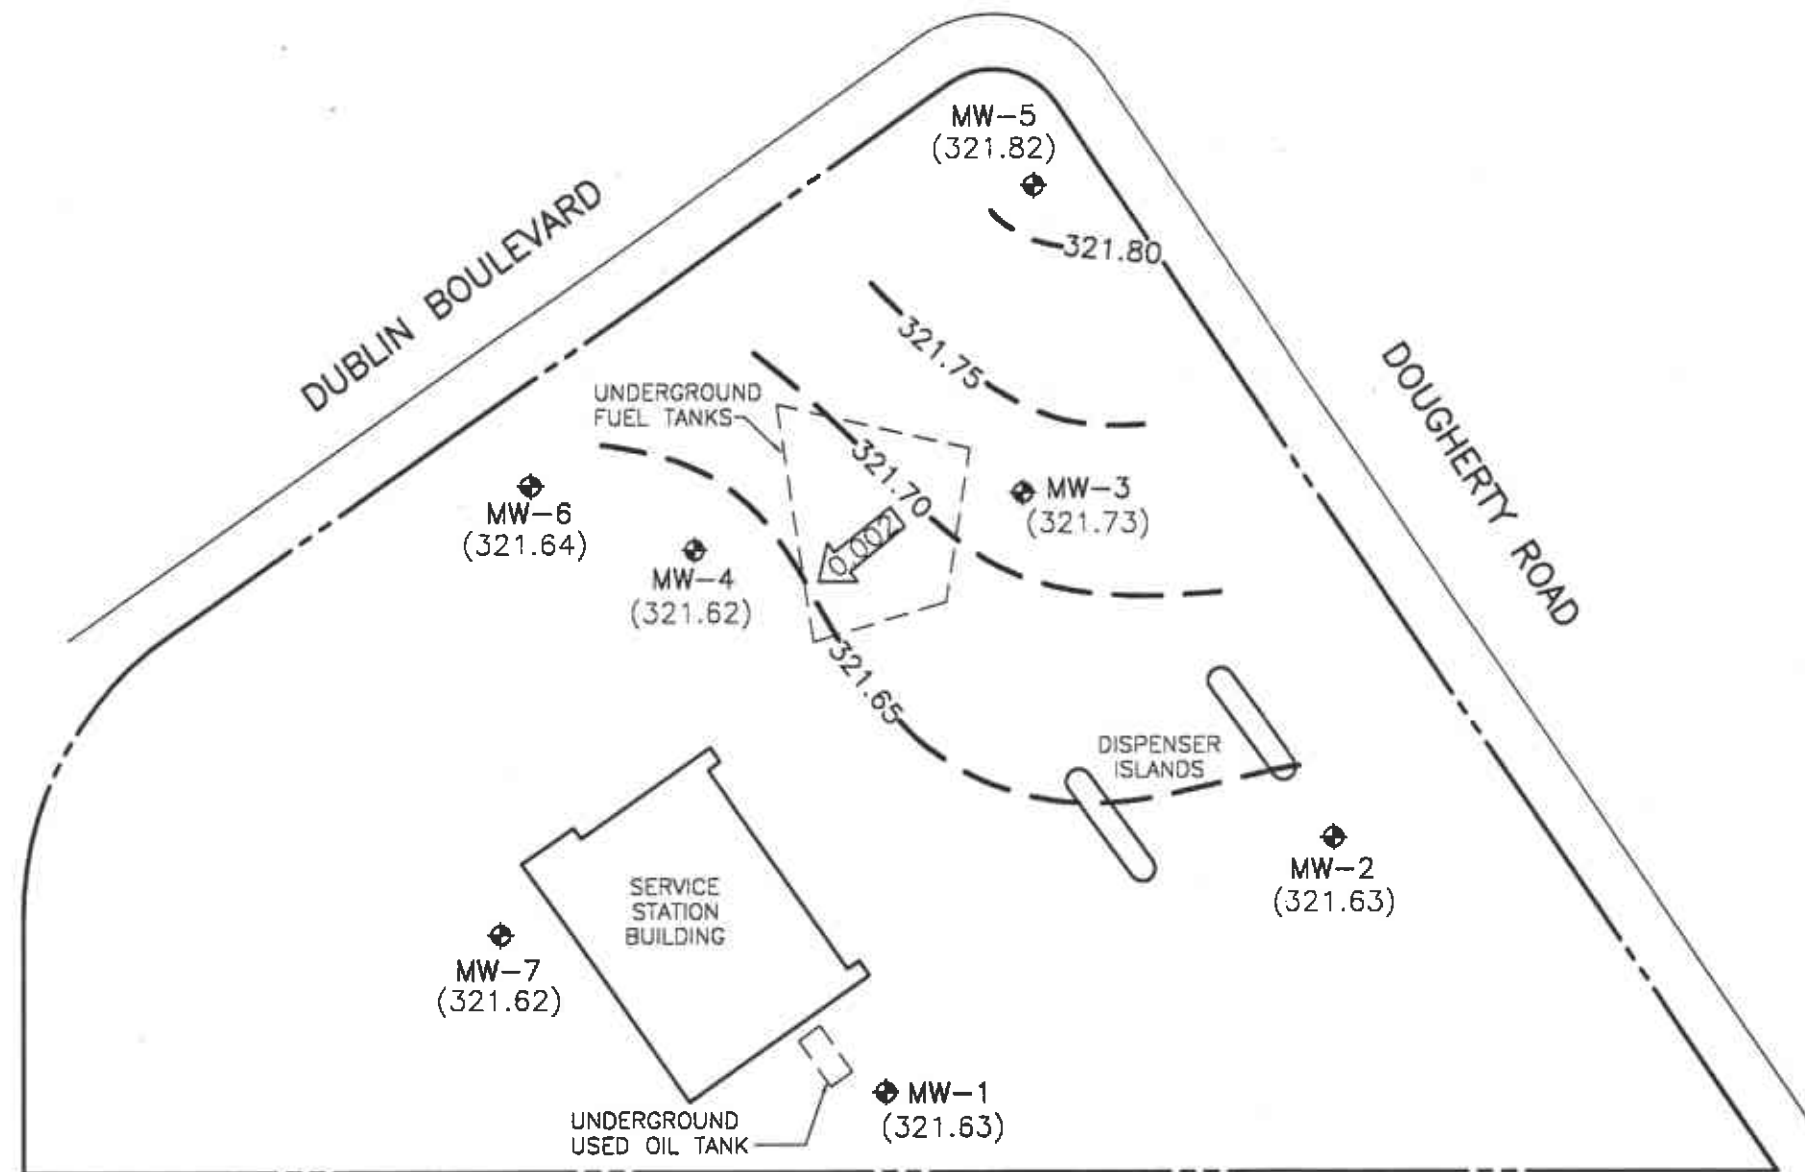 MW-5
(321.82)
321.80
DUBLIN BOULEVARD
321.75
DOUGHERTY ROAD
UNDERGROUND
FUEL TANKS
321.70
0.002
MW-3
(321.73)
MW-6
(321.64)
MW-4
(321.62)
321.65
DISPENSER
ISLANDS
MW-2
(321.63)
SERVICE
STATION
BUILDING
MW-7
(321.62)
MW-1
(321.63)
UNDERGROUND
USED OIL TANK